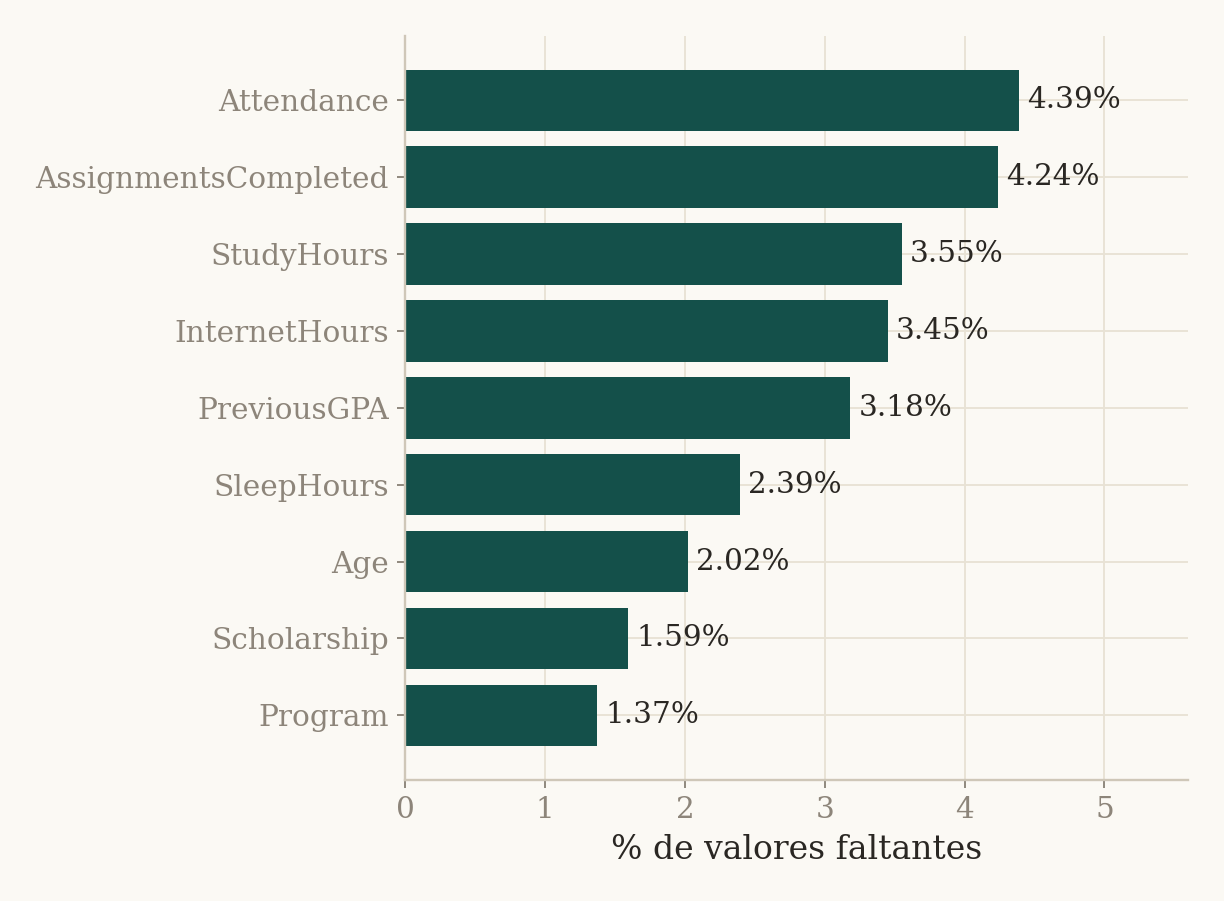 Attendance 4.39%
AssignmentsCompleted 4.24%
StudyHours 3.55%
InternetHours 3.45%
PreviousGPA 3.18%
SleepHours 2.39%
Age 2.02%
Scholarship 1.59%
Program 1.37%
0 1 2 3 4 5
% de valores faltantes